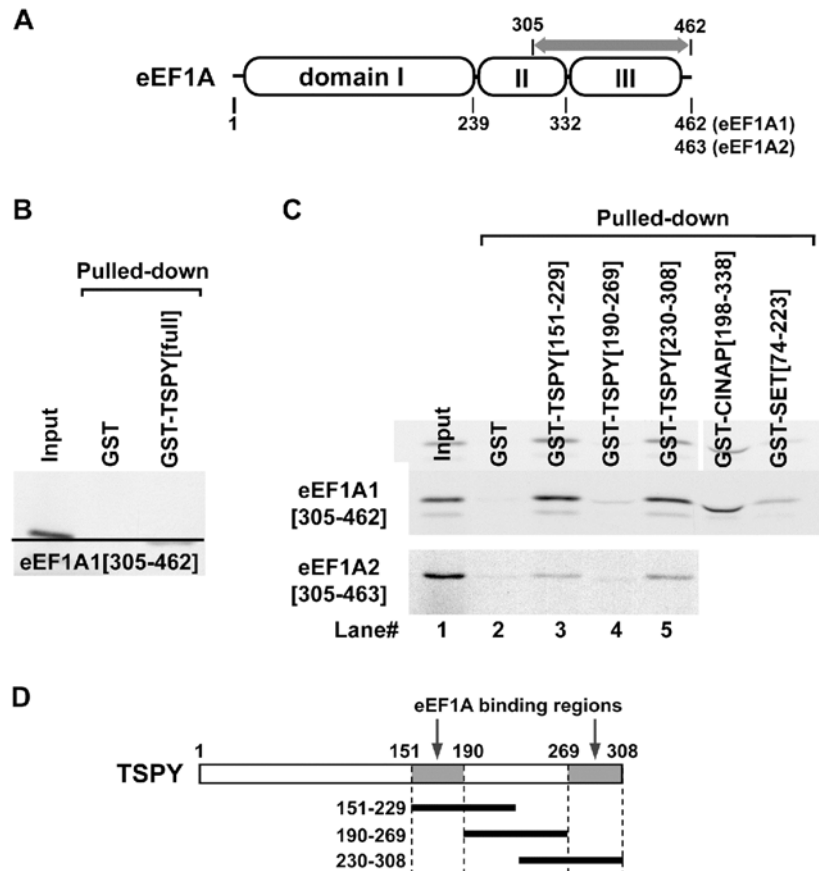 A
305 462
eEF1A
domain I II III
1 239 332 462 (eEF1A1)
463 (eEF1A2)
B
Pulled-down
Input
GST
GST-TSPY[full]
eEF1A1[305-462]
C
Pulled-down
Input
GST
GST-TSPY[151-229]
GST-TSPY[190-269]
GST-TSPY[230-308]
GST-CINAP[198-338]
GST-SET[74-223]
eEF1A1
[305-462]
eEF1A2
[305-463]
Lane# 1 2 3 4 5
D
eEF1A binding regions
1 151 190 269 308
TSPY
151-229
190-269
230-308